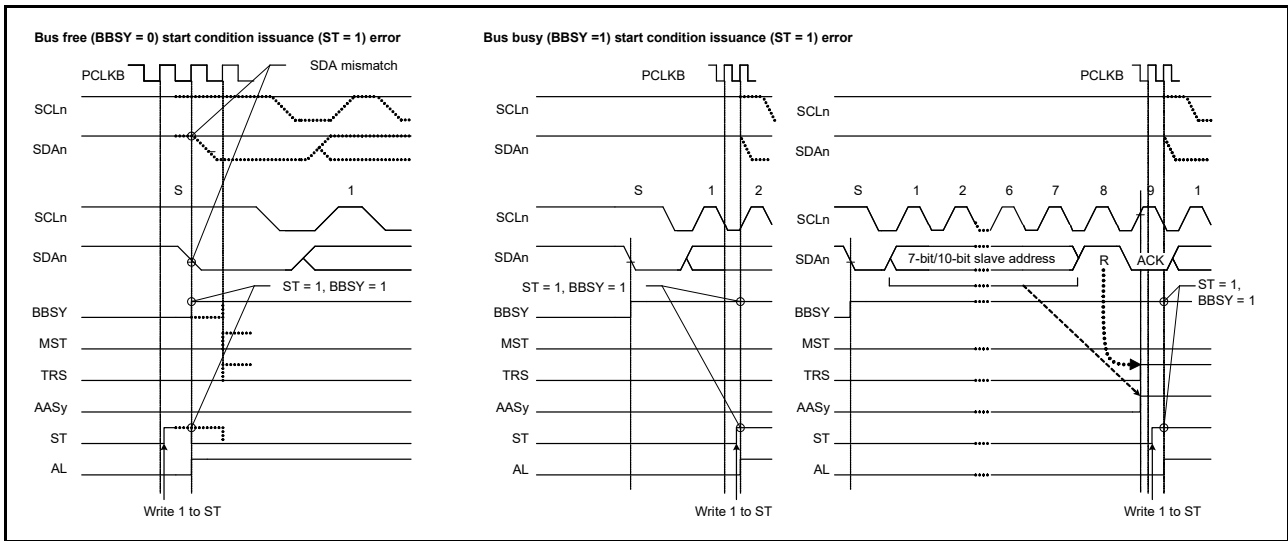 Bus free (BBSY = 0) start condition issuance (ST = 1) error
PCLKB
SDA mismatch
SCLn
SDAn
S 1
SCLn
SDAn
ST = 1, BBSY = 1
BBSY
MST
TRS
AASy
ST
AL
Write 1 to ST
Bus busy (BBSY =1) start condition issuance (ST = 1) error
PCLKB
SCLn
SDAn
S 1 2
SCLn
SDAn
ST = 1, BBSY = 1
BBSY
MST
TRS
AASy
ST
AL
Write 1 to ST
PCLKB
SCLn
SDAn
S 1 2 6 7 8 9 1
SCLn
SDAn
7-bit/10-bit slave address R ACK
ST = 1,
BBSY = 1
BBSY
MST
TRS
AASy
ST
AL
Write 1 to ST